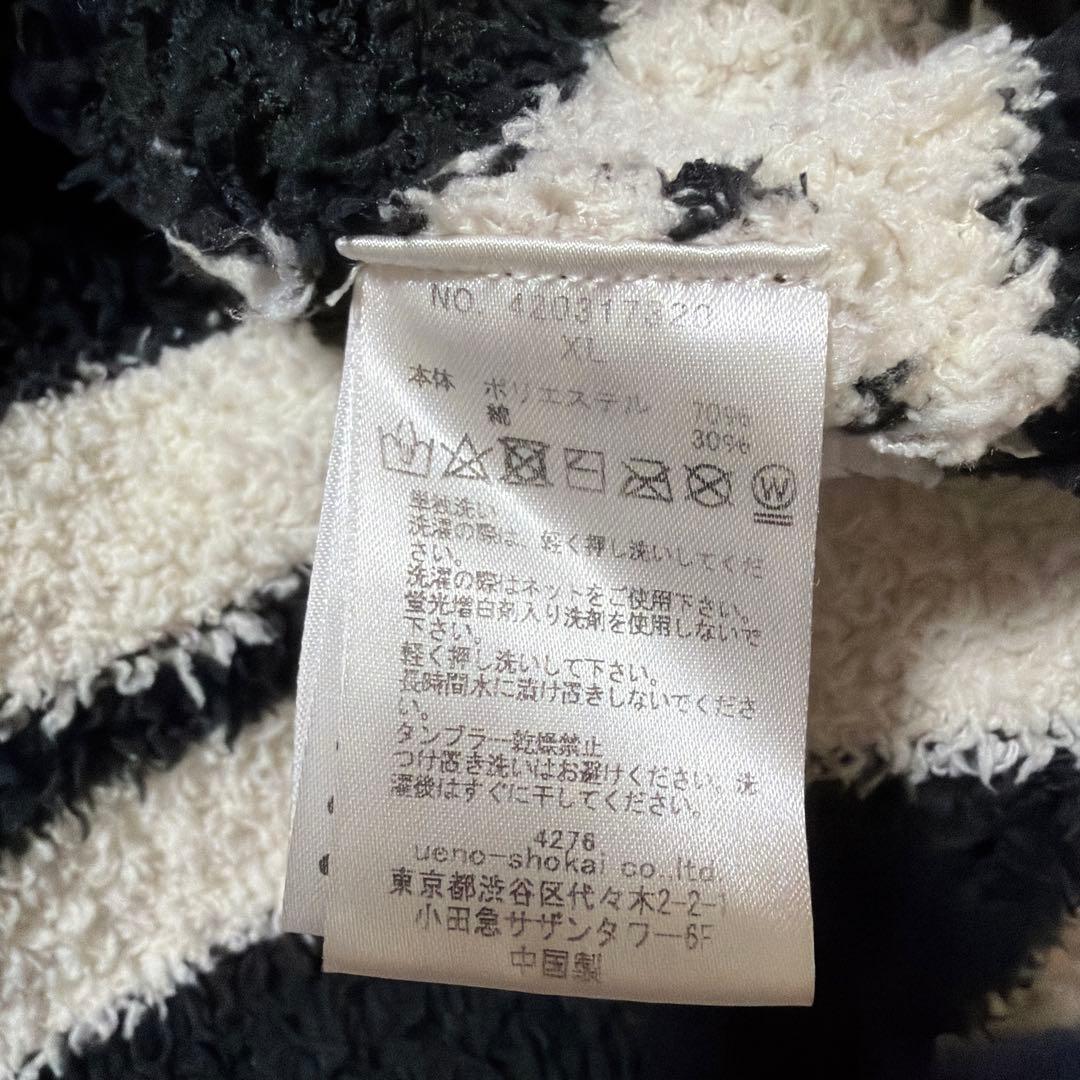 NO. 420317320
XL
本体 ポリエステル 70%
綿 30%
W
単独洗い
洗濯の際は、軽く押し洗いしてくだ
さい。
洗濯の際はネットをご使用下さい。
蛍光増白剤入り洗剤を使用しないで
下さい。
軽く押し洗いして下さい。
長時間水に漬け置きしないでくださ
い。
タンブラー乾燥禁止
つけ置き洗いはお避けください。洗
濯後はすぐに干してください。
4276
ueno-shokai co.,ltd.
東京都渋谷区代々木2-2-1
小田急サザンタワー6F
中国製